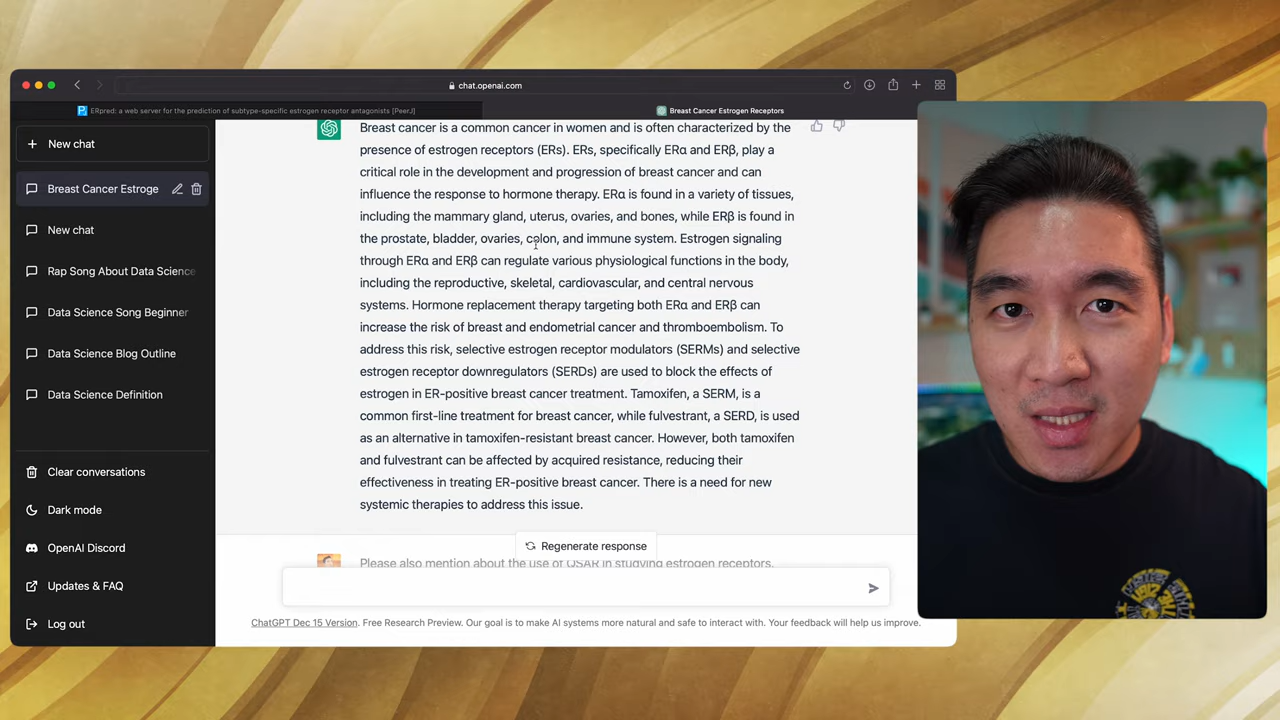 chat.openai.com
ERpred: a web server for the prediction of subtype-specific estrogen receptor antagonists [PeerJ]
Breast Cancer Estrogen Receptors
New chat
Breast Cancer Estroge
New chat
Rap Song About Data Science
Data Science Song Beginner
Data Science Blog Outline
Data Science Definition
Clear conversations
Dark mode
OpenAI Discord
Updates & FAQ
Log out
Breast cancer is a common cancer in women and is often characterized by the
presence of estrogen receptors (ERs). ERs, specifically ERα and ERβ, play a
critical role in the development and progression of breast cancer and can
influence the response to hormone therapy. ERα is found in a variety of tissues,
including the mammary gland, uterus, ovaries, and bones, while ERβ is found in
the prostate, bladder, ovaries, colon, and immune system. Estrogen signaling
through ERα and ERβ can regulate various physiological functions in the body,
including the reproductive, skeletal, cardiovascular, and central nervous
systems. Hormone replacement therapy targeting both ERα and ERβ can
increase the risk of breast and endometrial cancer and thromboembolism. To
address this risk, selective estrogen receptor modulators (SERMs) and selective
estrogen receptor downregulators (SERDs) are used to block the effects of
estrogen in ER-positive breast cancer treatment. Tamoxifen, a SERM, is a
common first-line treatment for breast cancer, while fulvestrant, a SERD, is used
as an alternative in tamoxifen-resistant breast cancer. However, both tamoxifen
and fulvestrant can be affected by acquired resistance, reducing their
effectiveness in treating ER-positive breast cancer. There is a need for new
systemic therapies to address this issue.
Regenerate response
Please also mention about the use of QSAR in studying estrogen receptors.
ChatGPT Dec 15 Version. Free Research Preview. Our goal is to make AI systems more natural and safe to interact with. Your feedback will help us improve.